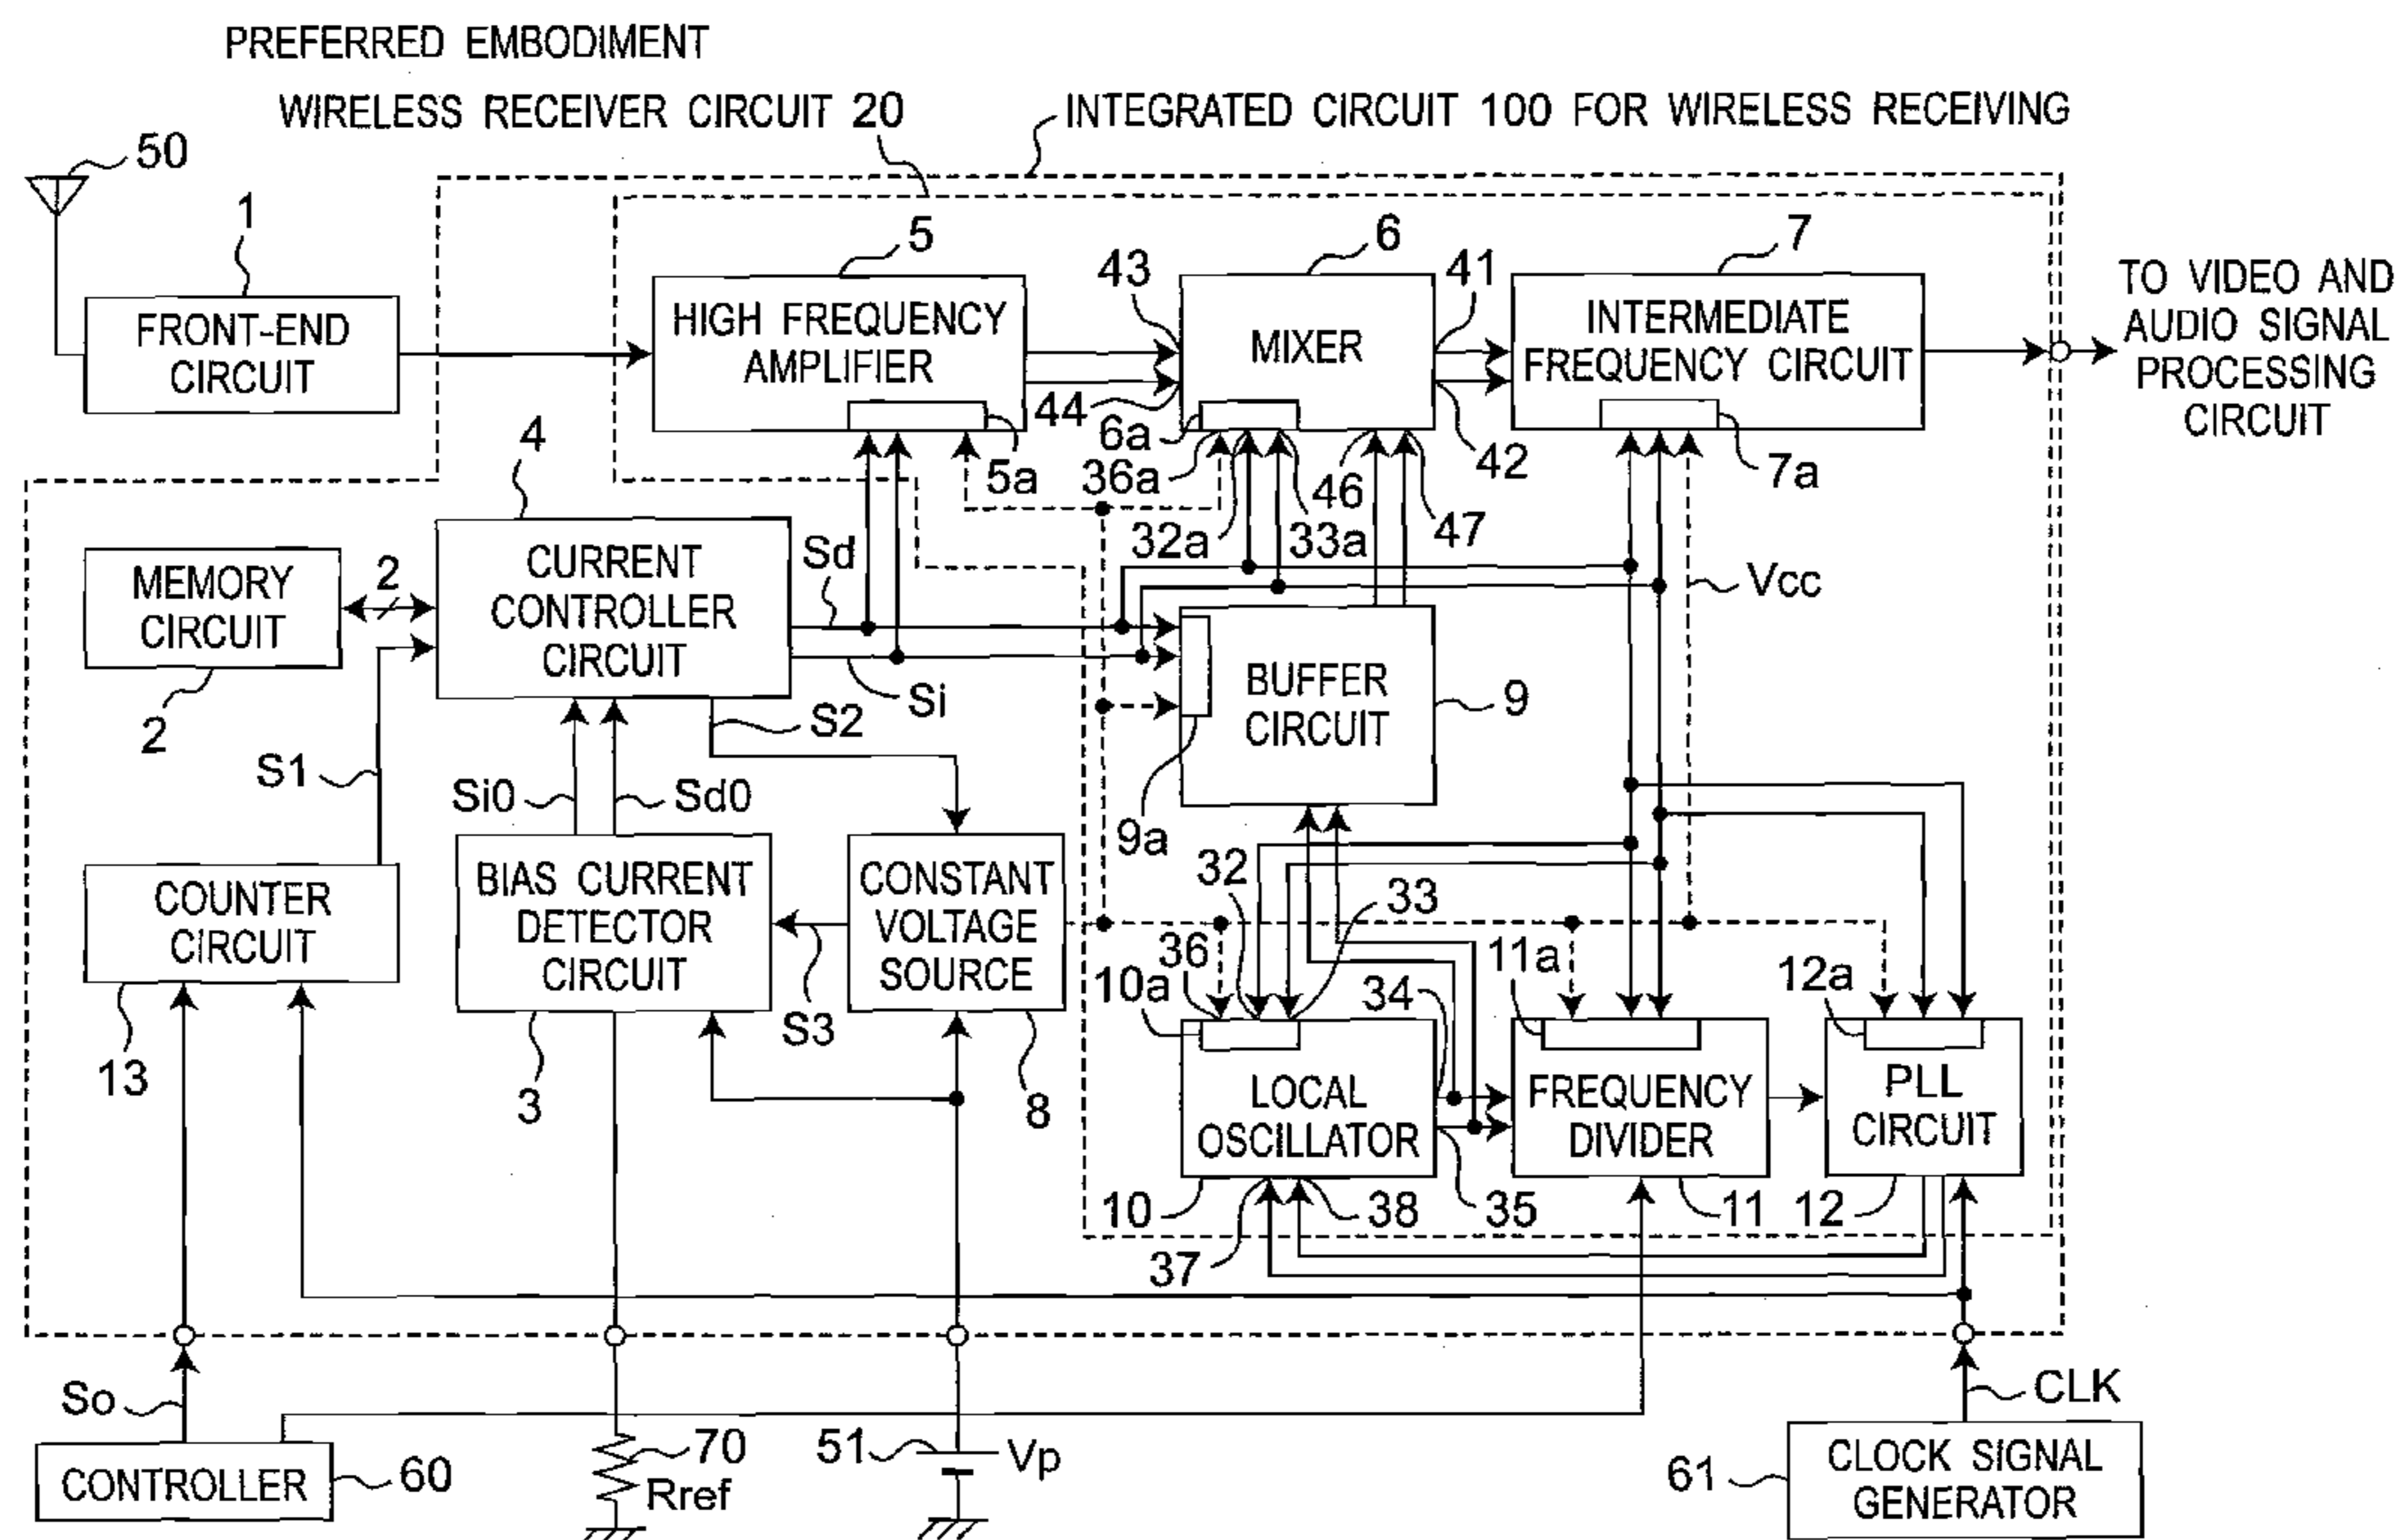 PREFERRED EMBODIMENT
WIRELESS RECEIVER CIRCUIT 20
INTEGRATED CIRCUIT 100 FOR WIRELESS RECEIVING
50
1
FRONT-END
CIRCUIT
5
HIGH FREQUENCY
AMPLIFIER
5a
43
44
6
MIXER
6a
36a
32a
33a
46
47
41
42
7
INTERMEDIATE
FREQUENCY CIRCUIT
7a
TO VIDEO AND
AUDIO SIGNAL
PROCESSING
CIRCUIT
4
CURRENT
CONTROLLER
CIRCUIT
MEMORY
CIRCUIT
2
2
Sd
Si
S2
S1
Si0
Sd0
Vcc
BUFFER
CIRCUIT
9
9a
COUNTER
CIRCUIT
13
BIAS CURRENT
DETECTOR
CIRCUIT
3
S3
CONSTANT
VOLTAGE
SOURCE
8
32
33
36
10a
34
11a
12a
LOCAL
OSCILLATOR
10
37
38
35
FREQUENCY
DIVIDER
11
PLL
CIRCUIT
12
So
CONTROLLER
60
70
Rref
51
Vp
CLK
61
CLOCK SIGNAL
GENERATOR